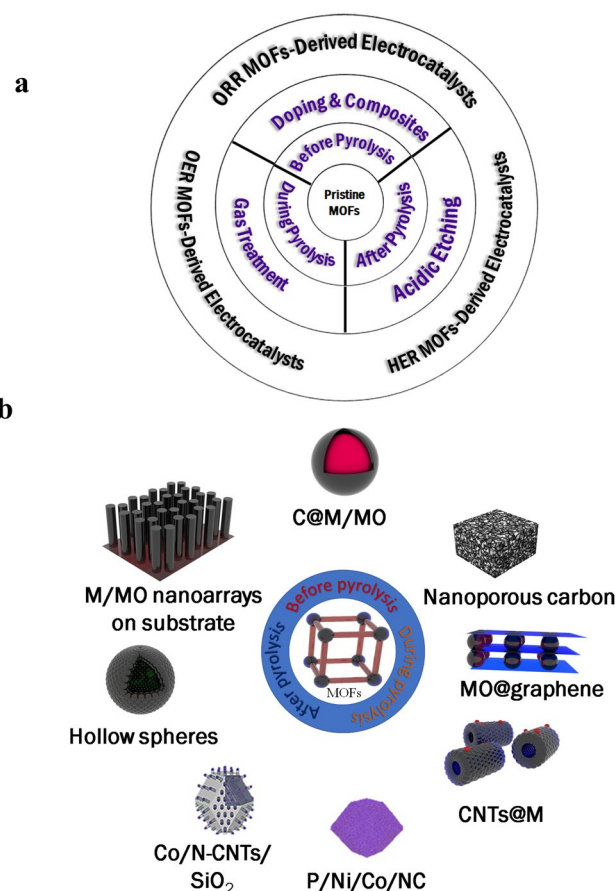 a
ORR MOFs-Derived Electrocatalysts
OER MOFs-Derived Electrocatalysts
HER MOFs-Derived Electrocatalysts
Doping & Composites
Gas Treatment
Acidic Etching
Before Pyrolysis
During Pyrolysis
After Pyrolysis
Pristine
MOFs
b
C@M/MO
M/MO nanoarrays
on substrate
Nanoporous carbon
Before pyrolysis
During pyrolysis
After pyrolysis
MOFs
MO@graphene
Hollow spheres
CNTs@M
Co/N-CNTs/
SiO₂
P/Ni/Co/NC